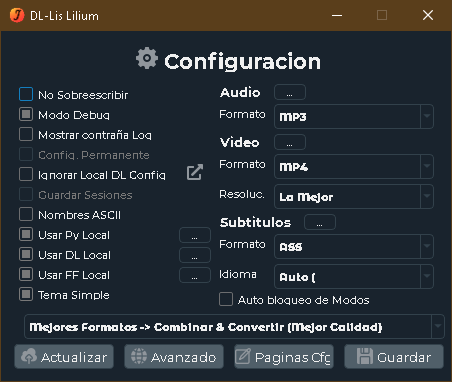 DL-Lis Lilium
Configuracion
No Sobreescribir
Modo Debug
Mostrar contraña Log
Config. Permanente
Ignorar Local DL Config
Guardar Sesiones
Nombres ASCII
Usar Py Local ...
Usar DL Local ...
Usar FF Local ...
Tema Simple
Audio ...
Formato MP3
Video ...
Formato MP4
Resoluc. La Mejor
Subtitulos ...
Formato ASS
Idioma Auto (
Auto bloqueo de Modos
Mejores Formatos -> Combinar & Convertir (Mejor Calidad)
Actualizar Avanzado Paginas Cfg Guardar